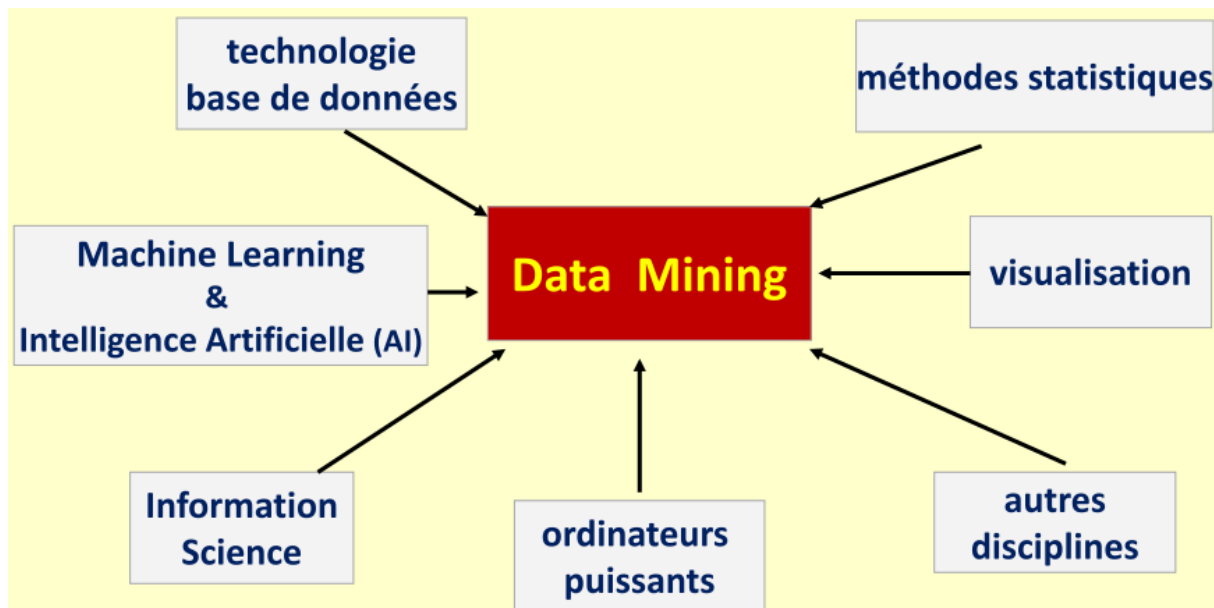 technologie
base de données
méthodes statistiques
Machine Learning
&
Intelligence Artificielle (AI)
Data Mining
visualisation
Information
Science
ordinateurs
puissants
autres
disciplines